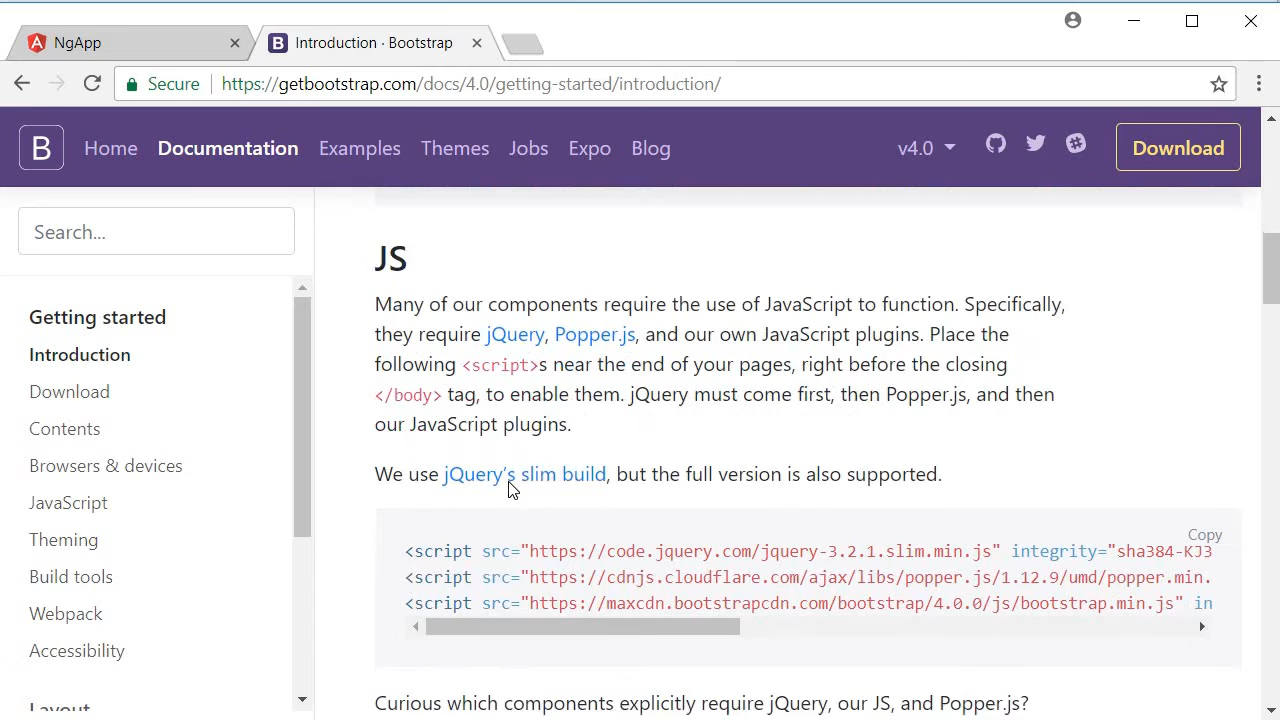 NgApp
Introduction · Bootstrap
Secure
https://getbootstrap.com/docs/4.0/getting-started/introduction/
B
Home
Documentation
Examples
Themes
Jobs
Expo
Blog
v4.0
Download
Search...
Getting started
Introduction
Download
Contents
Browsers & devices
JavaScript
Theming
Build tools
Webpack
Accessibility
Layout
JS
Many of our components require the use of JavaScript to function. Specifically,
they require jQuery, Popper.js, and our own JavaScript plugins. Place the
following <script>s near the end of your pages, right before the closing
</body> tag, to enable them. jQuery must come first, then Popper.js, and then
our JavaScript plugins.
We use jQuery's slim build, but the full version is also supported.
Copy
<script src="https://code.jquery.com/jquery-3.2.1.slim.min.js" integrity="sha384-KJ3
<script src="https://cdnjs.cloudflare.com/ajax/libs/popper.js/1.12.9/umd/popper.min.
<script src="https://maxcdn.bootstrapcdn.com/bootstrap/4.0.0/js/bootstrap.min.js" in
Curious which components explicitly require jQuery, our JS, and Popper.js?